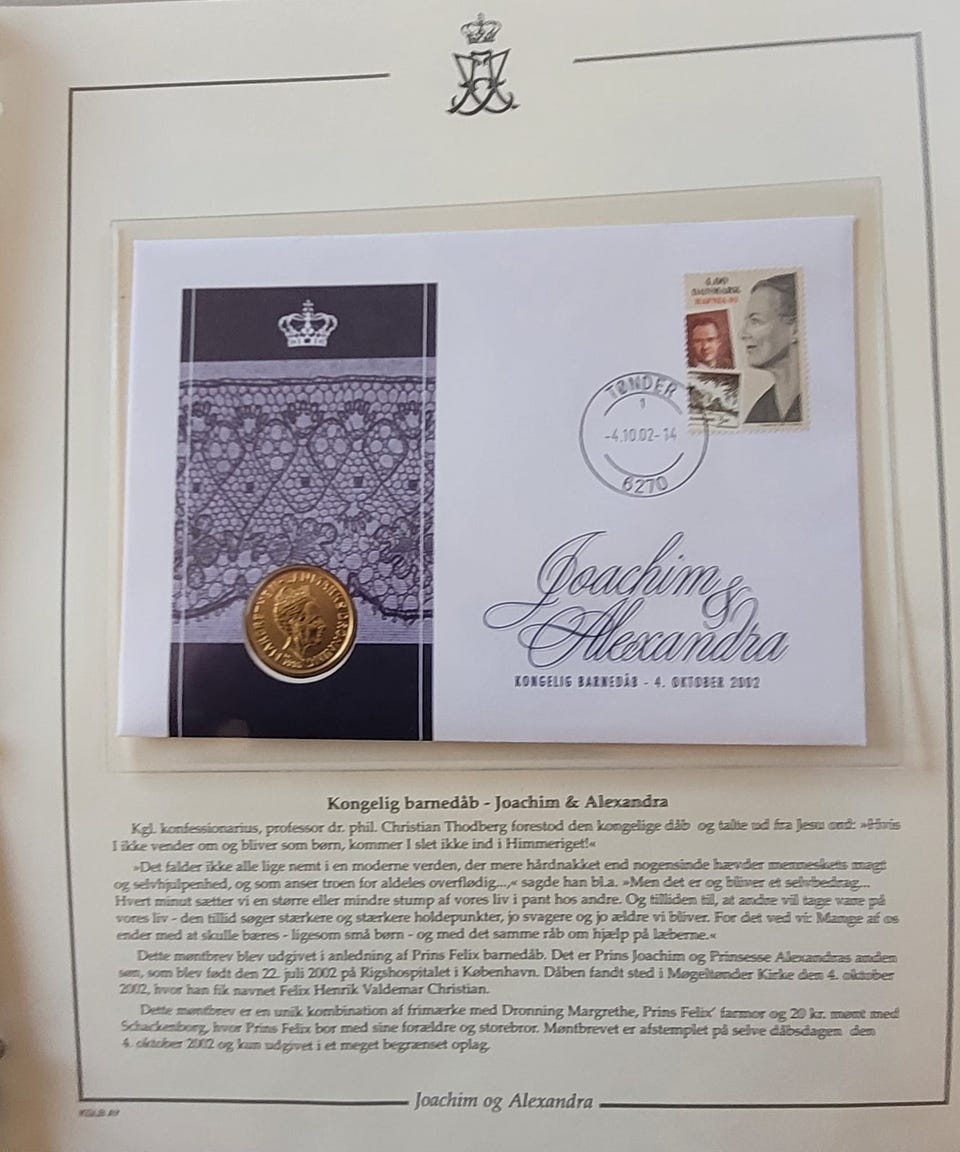 TØNDER
1
-4.10.02-14
6270
Joachim &
Alexandra
KONGELIG BARNEDÅB - 4. OKTOBER 2002
Kongelig barnedåb - Joachim & Alexandra
Kgl. konfessionarius, professor dr. phil. Christian Thodberg forestod den kongelige dåb og talte ud fra Jesu ord: »Hvis
I ikke vender om og bliver som børn, kommer I slet ikke ind i Himmeriget!«
»Det falder ikke alle lige nemt i en moderne verden, der mere hårdnakket end nogensinde hævder menneskets magt
og selvhjulpenhed, og som anser troen for aldeles overflødig...,« sagde han bl.a. »Men det er og bliver et selvbedrag...
Hvert minut sætter vi en større eller mindre stump af vores liv i pant hos andre. Og tilliden til, at andre vil tage vare på
vores liv - den tillid søger stærkere og stærkere holdepunkter, jo svagere og jo ældre vi bliver. For det ved vi: Mange af os
ender med at skulle bæres - ligesom små børn - og med det samme råb om hjælp på læberne.«
Dette møntbrev blev udgivet i anledning af Prins Felix barnedåb. Det er Prins Joachim og Prinsesse Alexandras anden
søn, som blev født den 22. juli 2002 på Rigshospitalet i København. Dåben fandt sted i Møgeltønder Kirke den 4. oktober
2002, hvor han fik navnet Felix Henrik Valdemar Christian.
Dette møntbrev er en unik kombination af frimærke med Dronning Margrethe, Prins Felix' farmor og 20 kr. mønt med
Schackenborg, hvor Prins Felix bor med sine forældre og storebror. Møntbrevet er afstemplet på selve dåbsdagen den
4. oktober 2002 og kun udgivet i et meget begrænset oplag.
Joachim og Alexandra